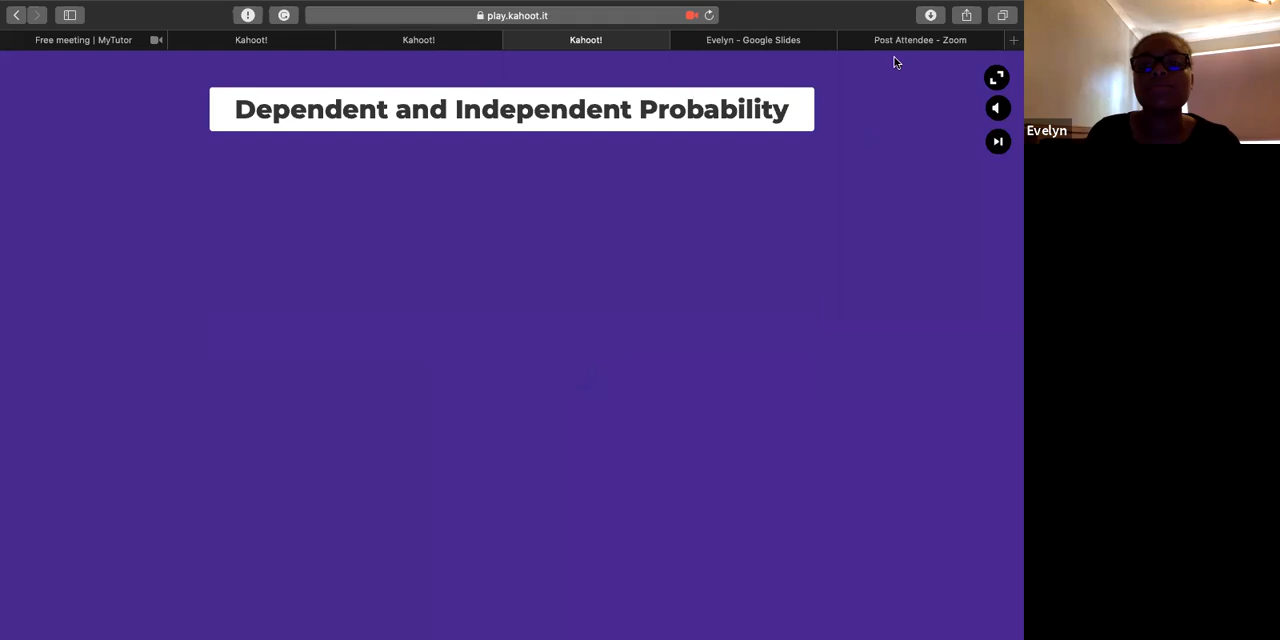 play.kahoot.it
Free meeting | MyTutor
Kahoot!
Kahoot!
Kahoot!
Evelyn - Google Slides
Post Attendee - Zoom
Dependent and Independent Probability
Evelyn